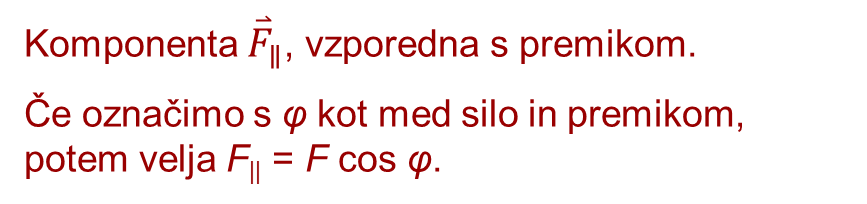 Komponenta F⃗||, vzporedna s premikom.
Če označimo s φ kot med silo in premikom,
potem velja F|| = F cos φ.